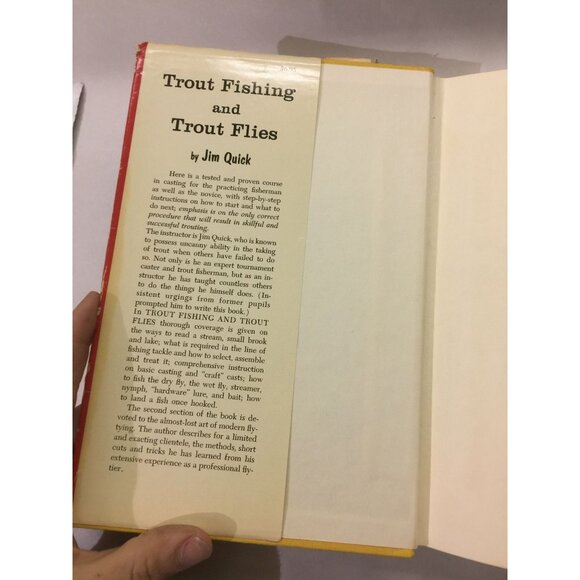 Trout Fishing
and
Trout Flies
by Jim Quick
Here is a tested and proven course
in casting for the practicing fisherman
as well as the novice, with step-by-step
instructions on how to start and what to
do next; emphasis is on the only correct
procedure that will result in skillful and
successful trouting.
The instructor is Jim Quick, who is known
to possess uncanny ability in the taking
of trout when others have failed to do
so. Not only is he an expert tournament
caster and trout fisherman, but as an in-
structor he has taught countless others
to do the things he himself does. (In-
sistent urgings from former pupils
prompted him to write this book.)
In TROUT FISHING AND TROUT
FLIES thorough coverage is given on
the ways to read a stream, small brook
and lake; what is required in the line of
fishing tackle and how to select, assemble
and treat it; comprehensive instruction
on basic casting and "craft" casts; how
to fish the dry fly, the wet fly, streamer,
nymph, "hardware" lure, and bait; how
to land a fish once hooked.
The second section of the book is de-
voted to the almost-lost art of modern fly-
tying. The author describes for a limited
and exacting clientele, the methods, short
cuts and tricks he has learned from his
extensive experience as a professional fly-
tier.